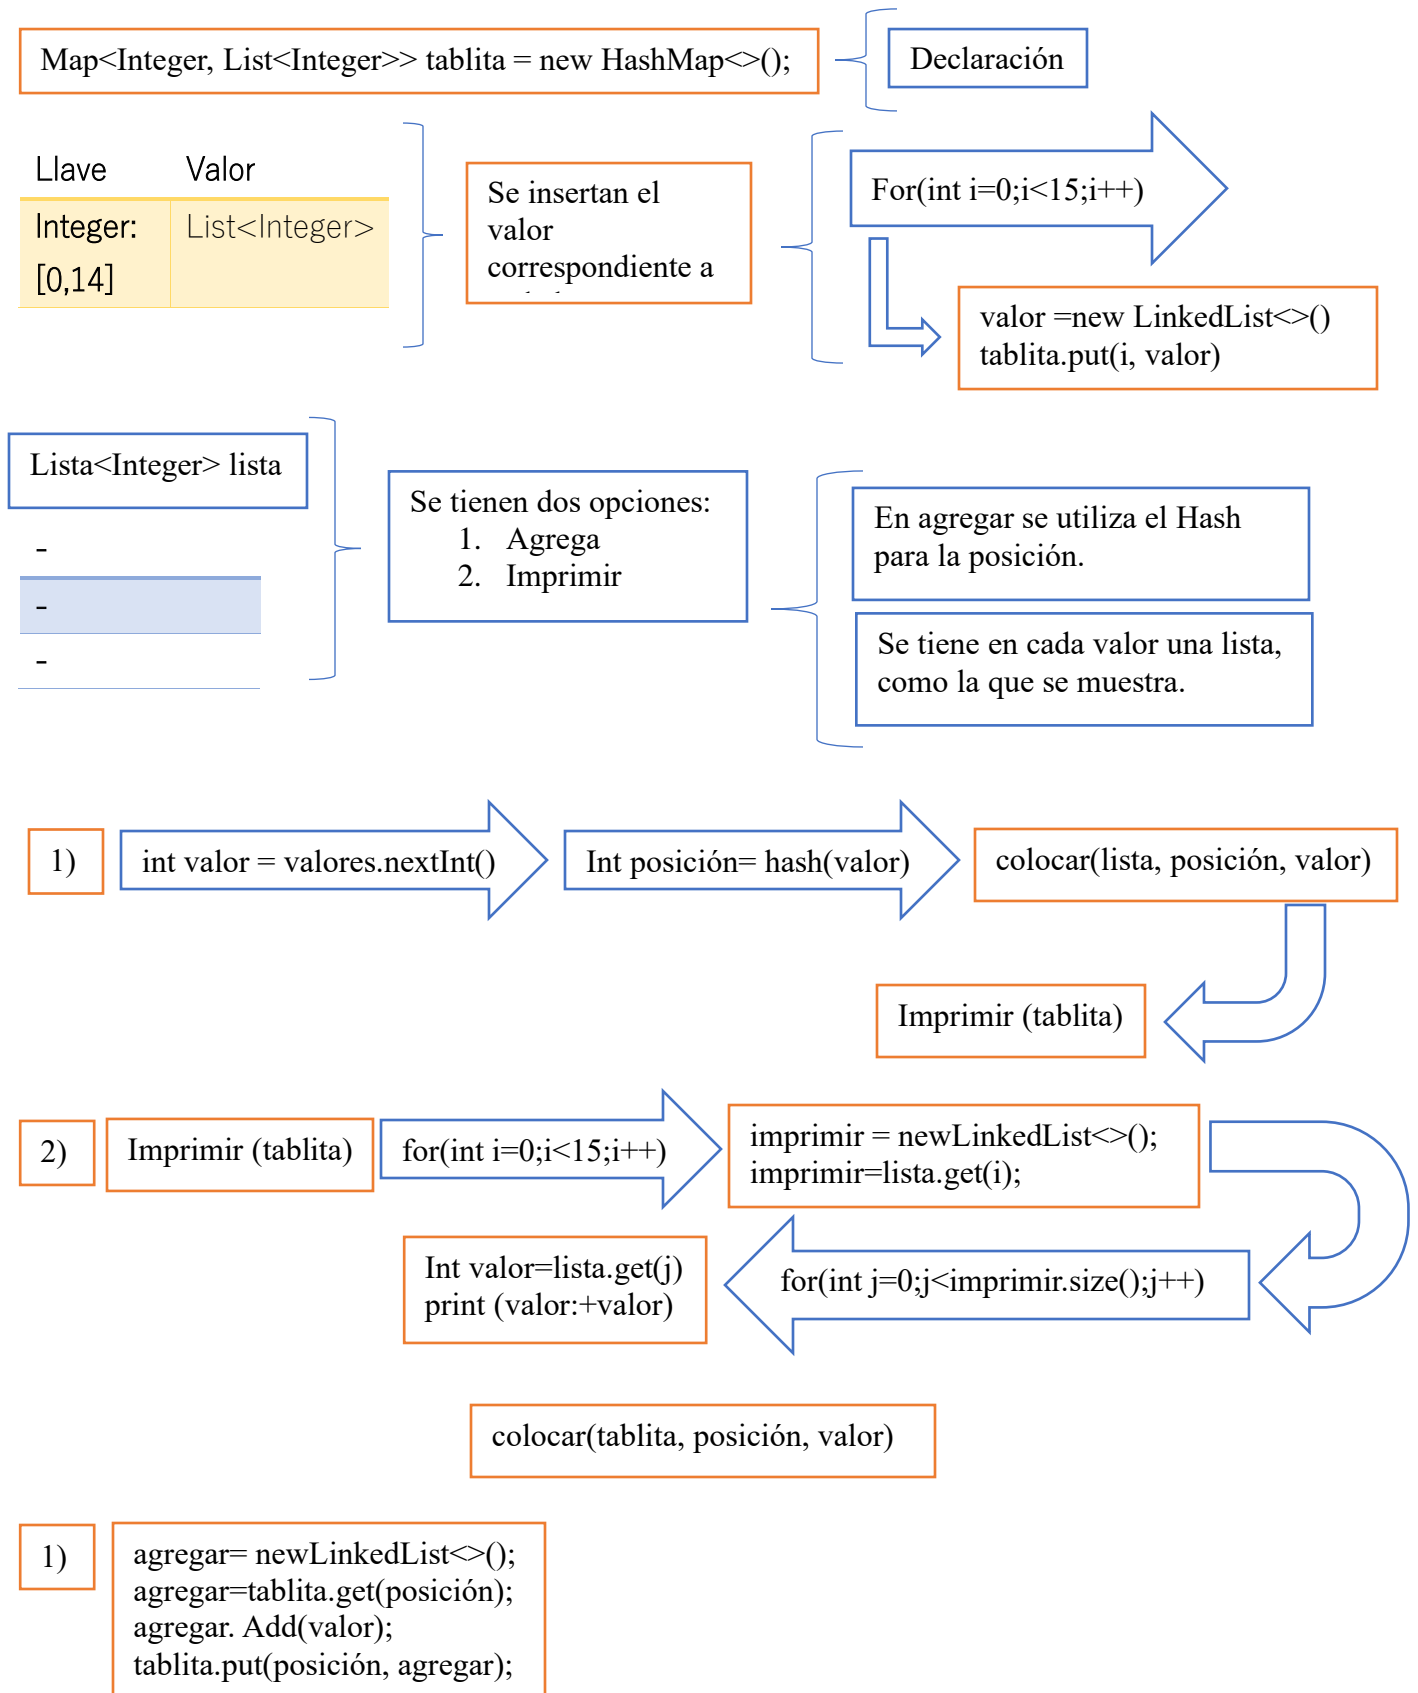 Map<Integer, List<Integer>> tablita = new HashMap<>();
Declaración
Llave Valor
Integer: List<Integer>
[0,14]
Se insertan el
valor
correspondiente a
For(int i=0;i<15;i++)
valor =new LinkedList<>()
tablita.put(i, valor)
Lista<Integer> lista
-
-
-
Se tienen dos opciones:
1. Agrega
2. Imprimir
En agregar se utiliza el Hash
para la posición.
Se tiene en cada valor una lista,
como la que se muestra.
1)
int valor = valores.nextInt()
Int posición= hash(valor)
colocar(lista, posición, valor)
Imprimir (tablita)
2)
Imprimir (tablita)
for(int i=0;i<15;i++)
imprimir = newLinkedList<>();
imprimir=lista.get(i);
for(int j=0;j<imprimir.size();j++)
Int valor=lista.get(j)
print (valor:+valor)
colocar(tablita, posición, valor)
1)
agregar= newLinkedList<>();
agregar=tablita.get(posición);
agregar. Add(valor);
tablita.put(posición, agregar);